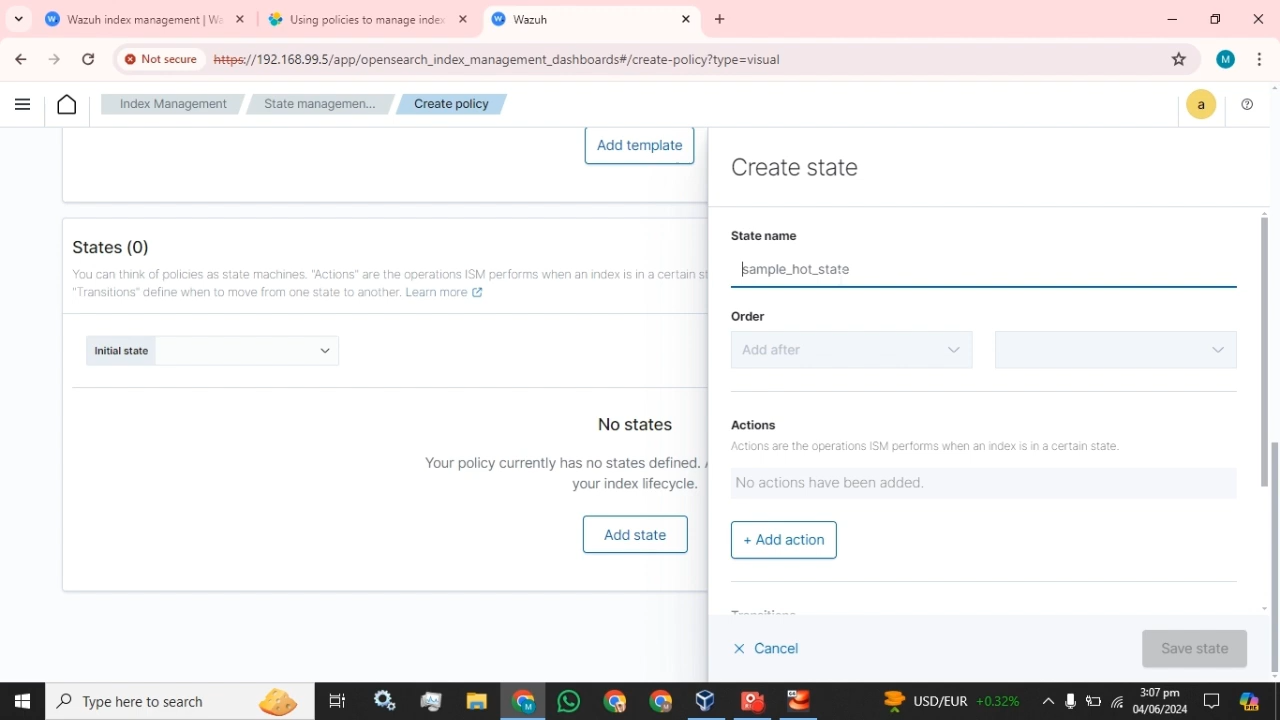 Wazuh index management | Wa
Using policies to manage index
Wazuh
Not secure
https://192.168.99.5/app/opensearch_index_management_dashboards#/create-policy?type=visual
M
Index Management
State managemen...
Create policy
a
Add template
Create state
States (0)
You can think of policies as state machines. "Actions" are the operations ISM performs when an index is in a certain st
"Transitions" define when to move from one state to another. Learn more
Initial state
No states
Your policy currently has no states defined. A
your index lifecycle.
Add state
State name
sample_hot_state
Order
Add after
Actions
Actions are the operations ISM performs when an index is in a certain state.
No actions have been added.
+ Add action
Transitions
Cancel
Save state
Type here to search
USD/EUR +0.32%
3:07 pm
04/06/2024